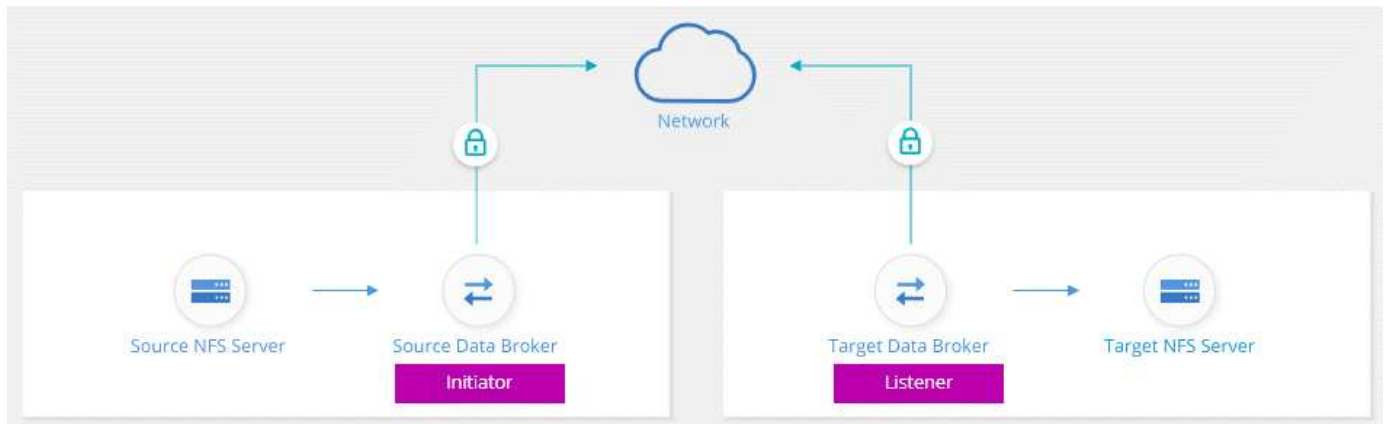 Network
Source NFS Server
Source Data Broker
Target Data Broker
Target NFS Server
Initiator
Listener